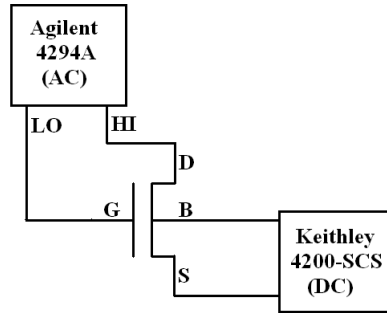 Agilent
4294A
(AC)
LO
HI
D
G
B
S
Keithley
4200-SCS
(DC)